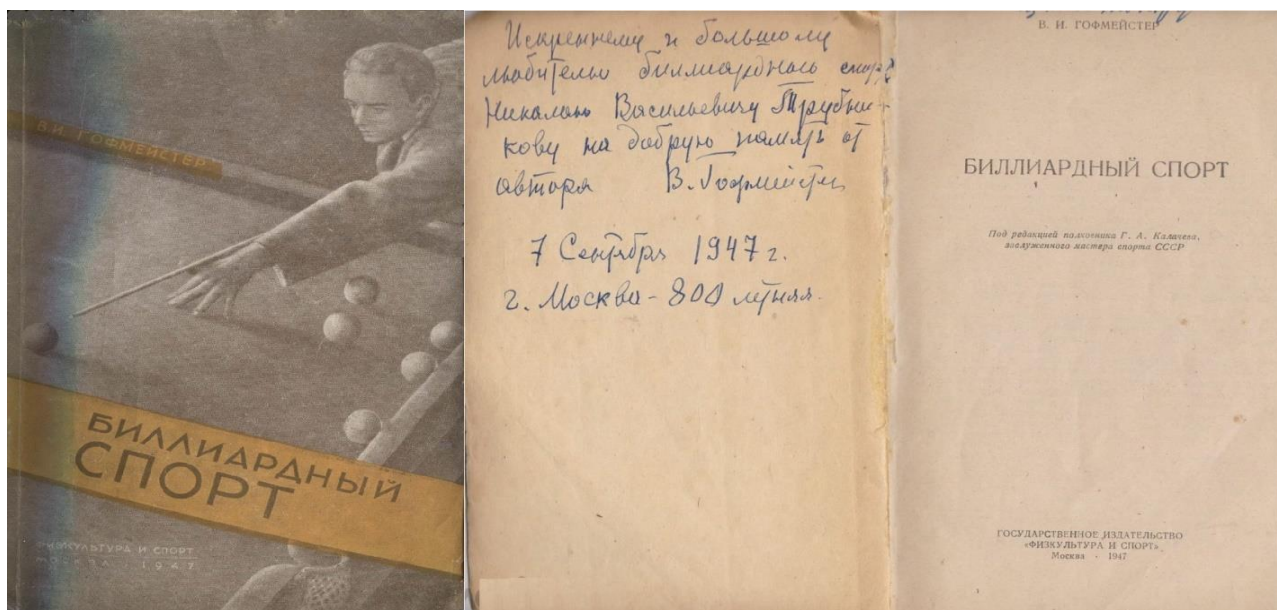 В.И. ГОФМЕЙСТЕР
БИЛЛИАРДНЫЙ
СПОРТ
ФИЗКУЛЬТУРА И СПОРТ
МОСКВА 1947
Искреннему и большому
любителю биллиардного
Николаю Васильевичу Трубни-
кову на добрую память от
автора В. Гофмейстер
7 Сентября 1947 г.
г. Москва - 800 летняя.
В. И. ГОФМЕЙСТЕР
БИЛЛИАРДНЫЙ СПОРТ
Под редакцией полковника Г. А. Калачева,
заслуженного мастера спорта СССР
ГОСУДАРСТВЕННОЕ ИЗДАТЕЛЬСТВО
«ФИЗКУЛЬТУРА И СПОРТ»
Москва · 1947